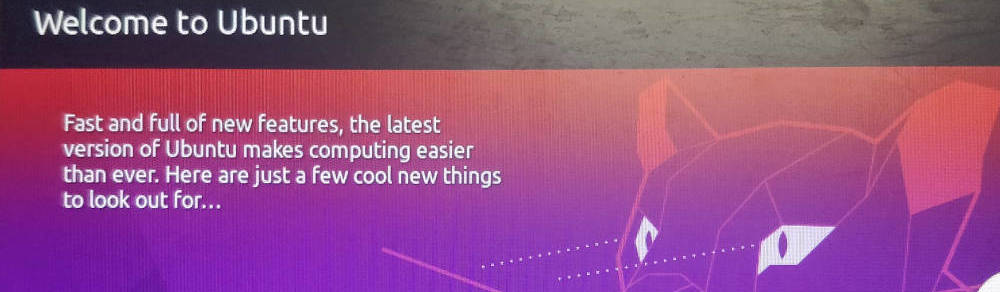 Welcome to Ubuntu
Fast and full of new features, the latest
version of Ubuntu makes computing easier
than ever. Here are just a few cool new things
to look out for...